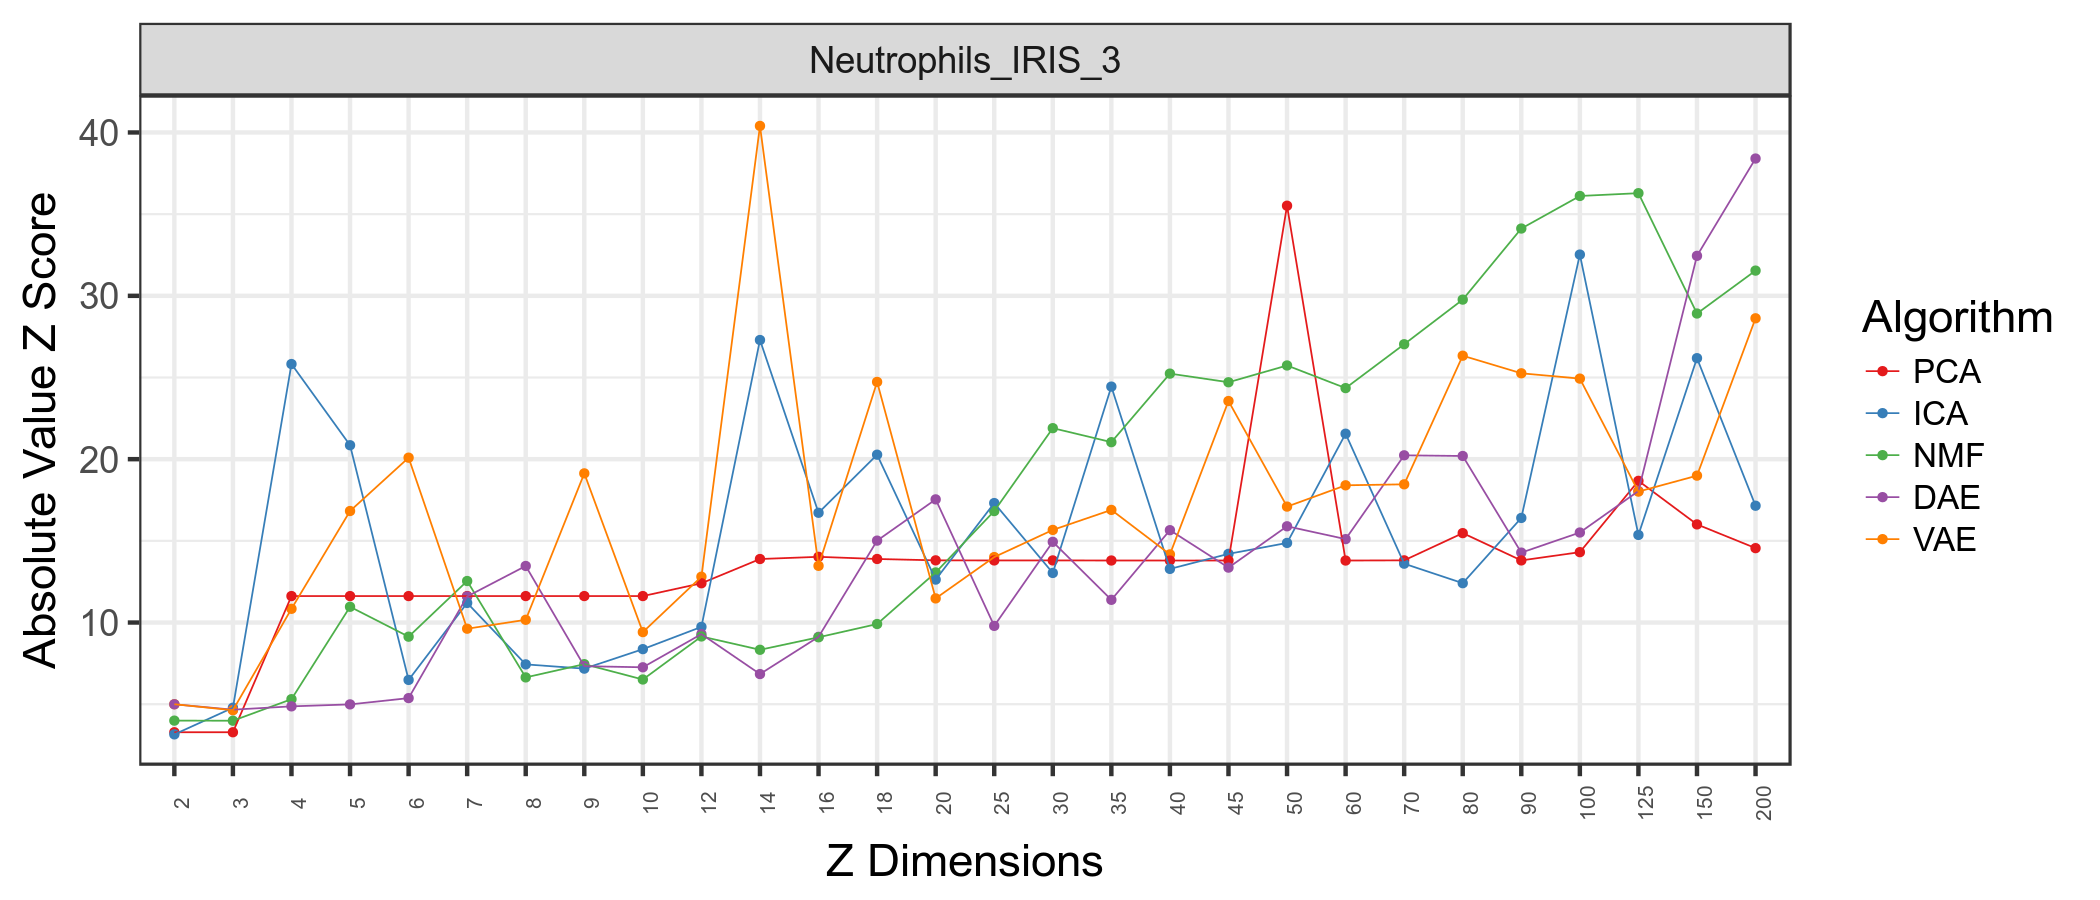 Neutrophils_IRIS_3
Absolute Value Z Score
40
30
20
10
2 3 4 5 6 7 8 9 10 12 14 16 18 20 25 30 35 40 45 50 60 70 80 90 100 125 150 200
Z Dimensions
Algorithm
PCA
ICA
NMF
DAE
VAE